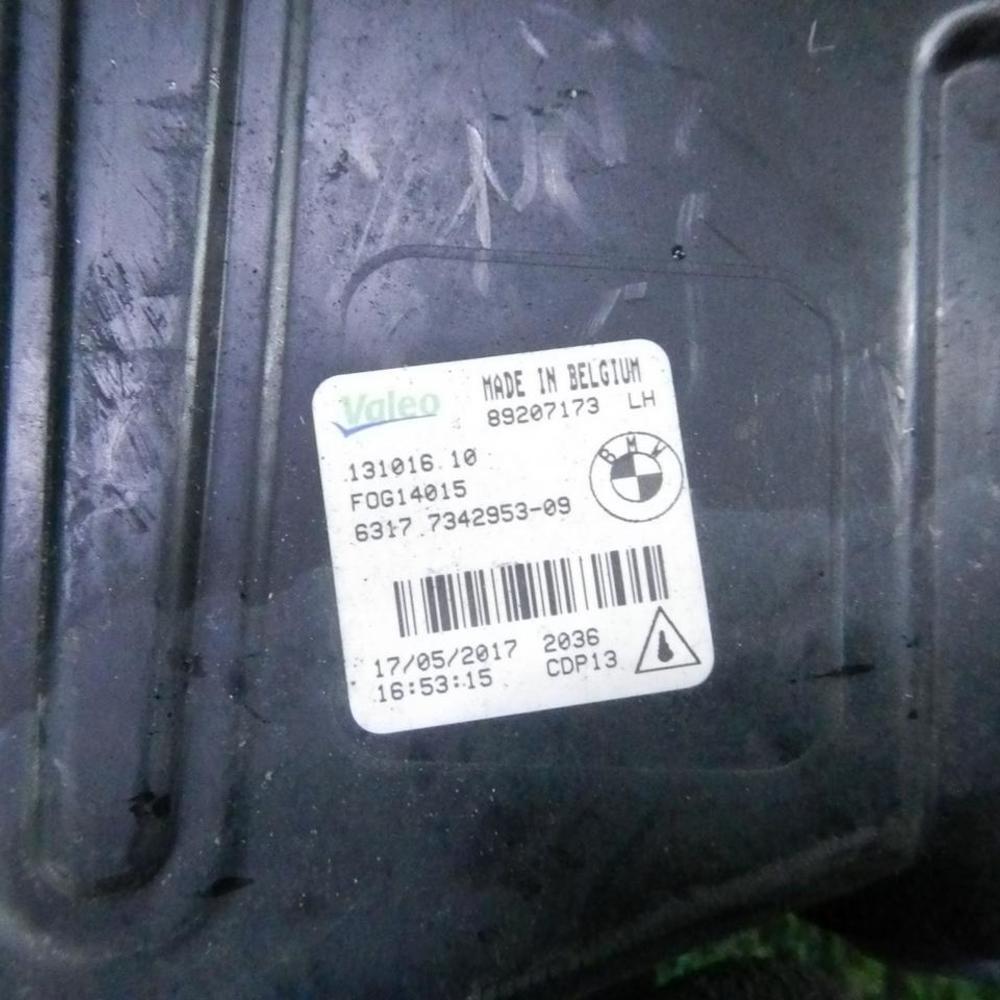 Valeo
MADE IN BELGIUM
89207173 LH
131016.10
FOG14015
6317 7342953-09
BMW
17/05/2017 2036
16:53:15 CDP13